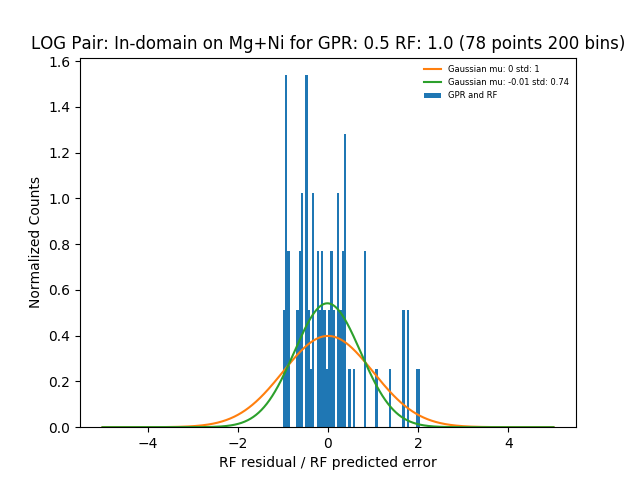 LOG Pair: In-domain on Mg+Ni for GPR: 0.5 RF: 1.0 (78 points 200 bins)
Gaussian mu: 0 std: 1
Gaussian mu: -0.01 std: 0.74
GPR and RF
Normalized Counts
1.6
1.4
1.2
1.0
0.8
0.6
0.4
0.2
0.0
−4 −2 0 2 4
RF residual / RF predicted error